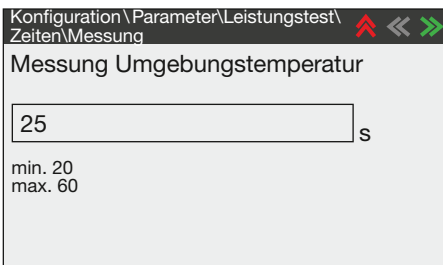 Konfiguration\Parameter\Leistungstest\
Zeiten\Messung
Messung Umgebungstemperatur
25
s
min. 20
max. 60